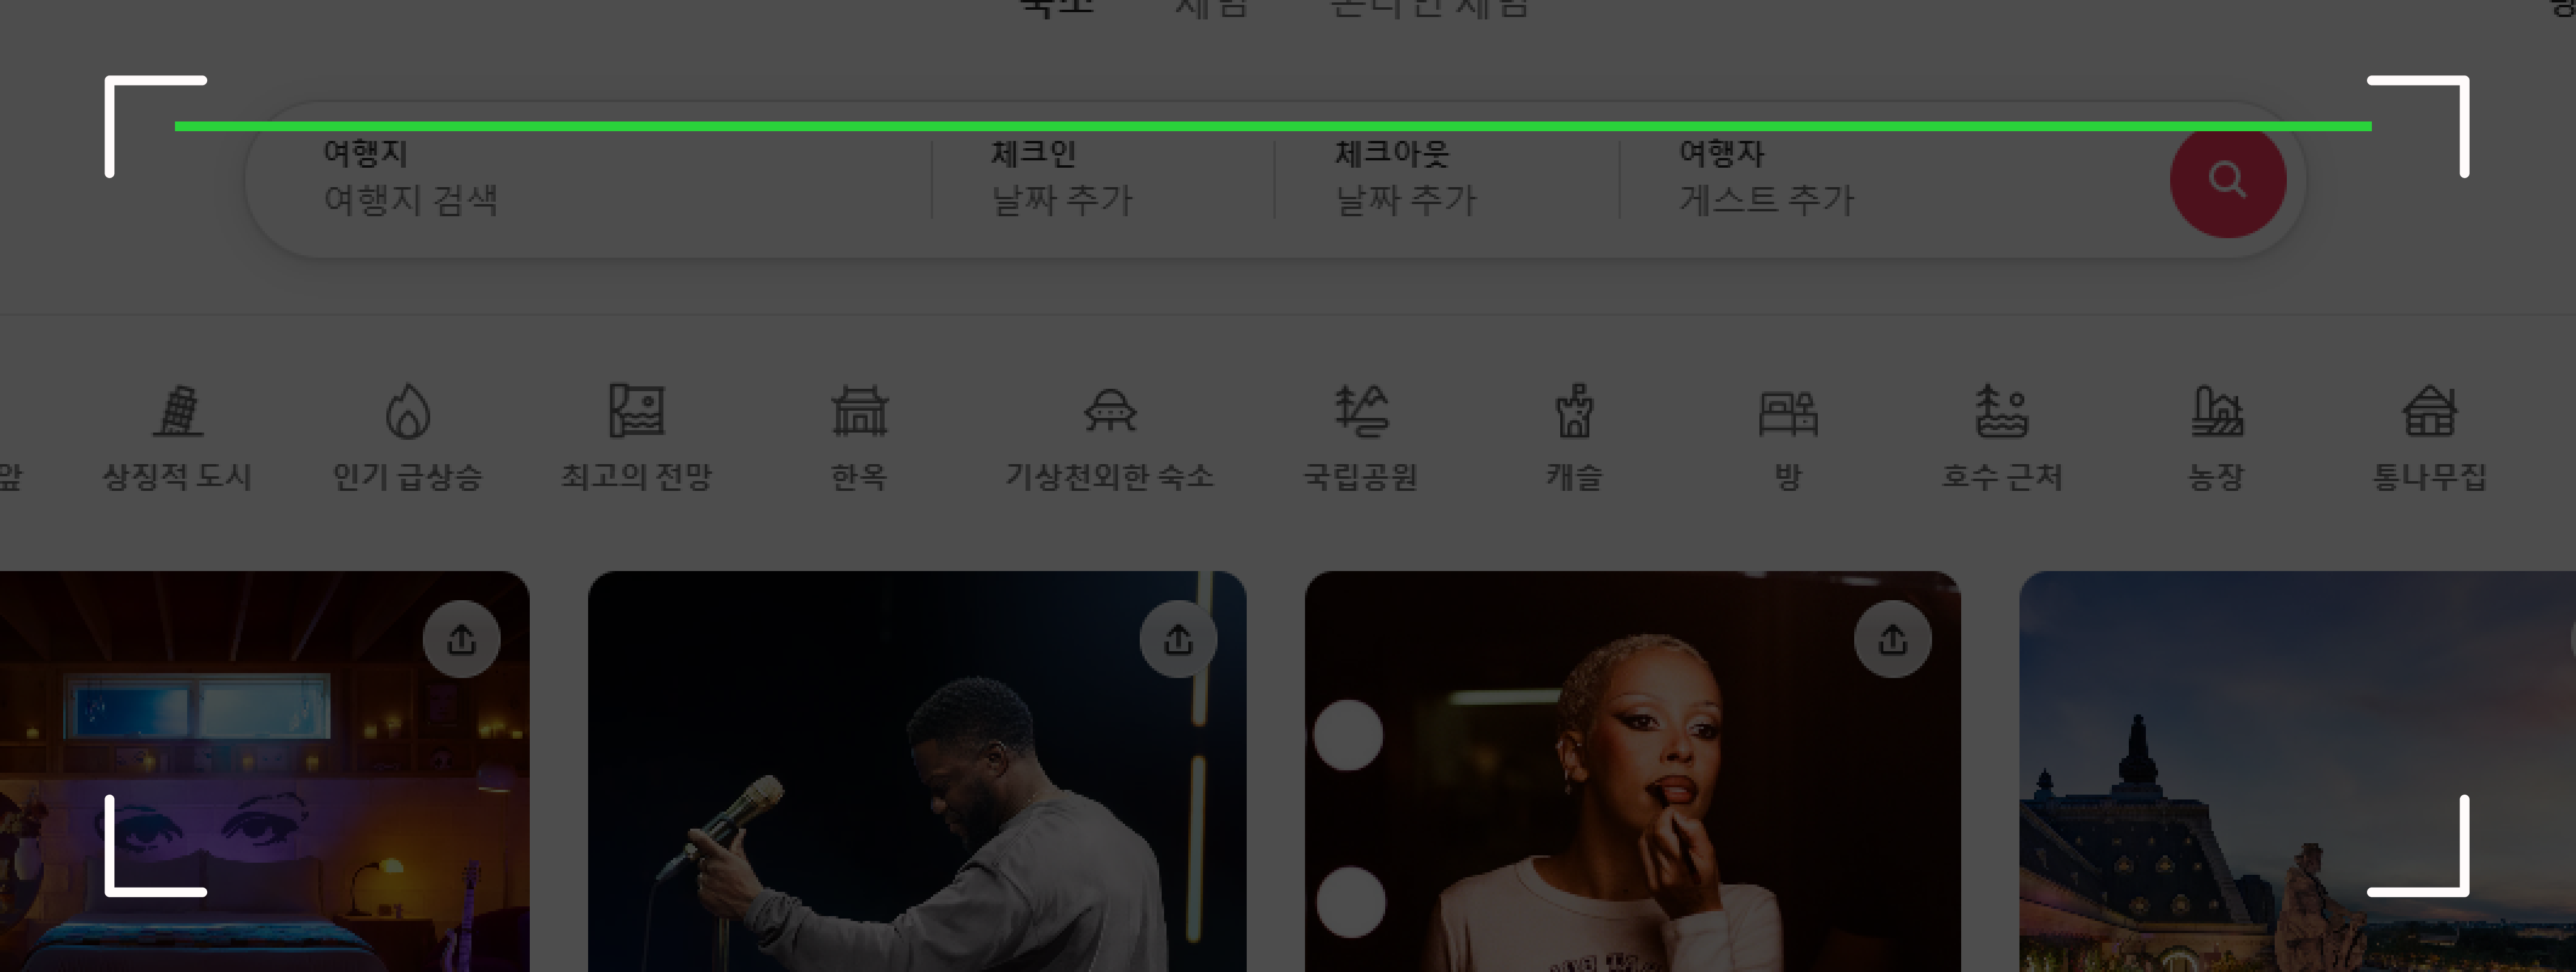 숙소 체험 온라인 체험
여행지 체크인 체크아웃 여행자
여행지 검색 날짜 추가 날짜 추가 게스트 추가
앞 상징적 도시 인기 급상승 최고의 전망 한옥 기상천외한 숙소 국립공원 캐슬 방 호수 근처 농장 통나무집